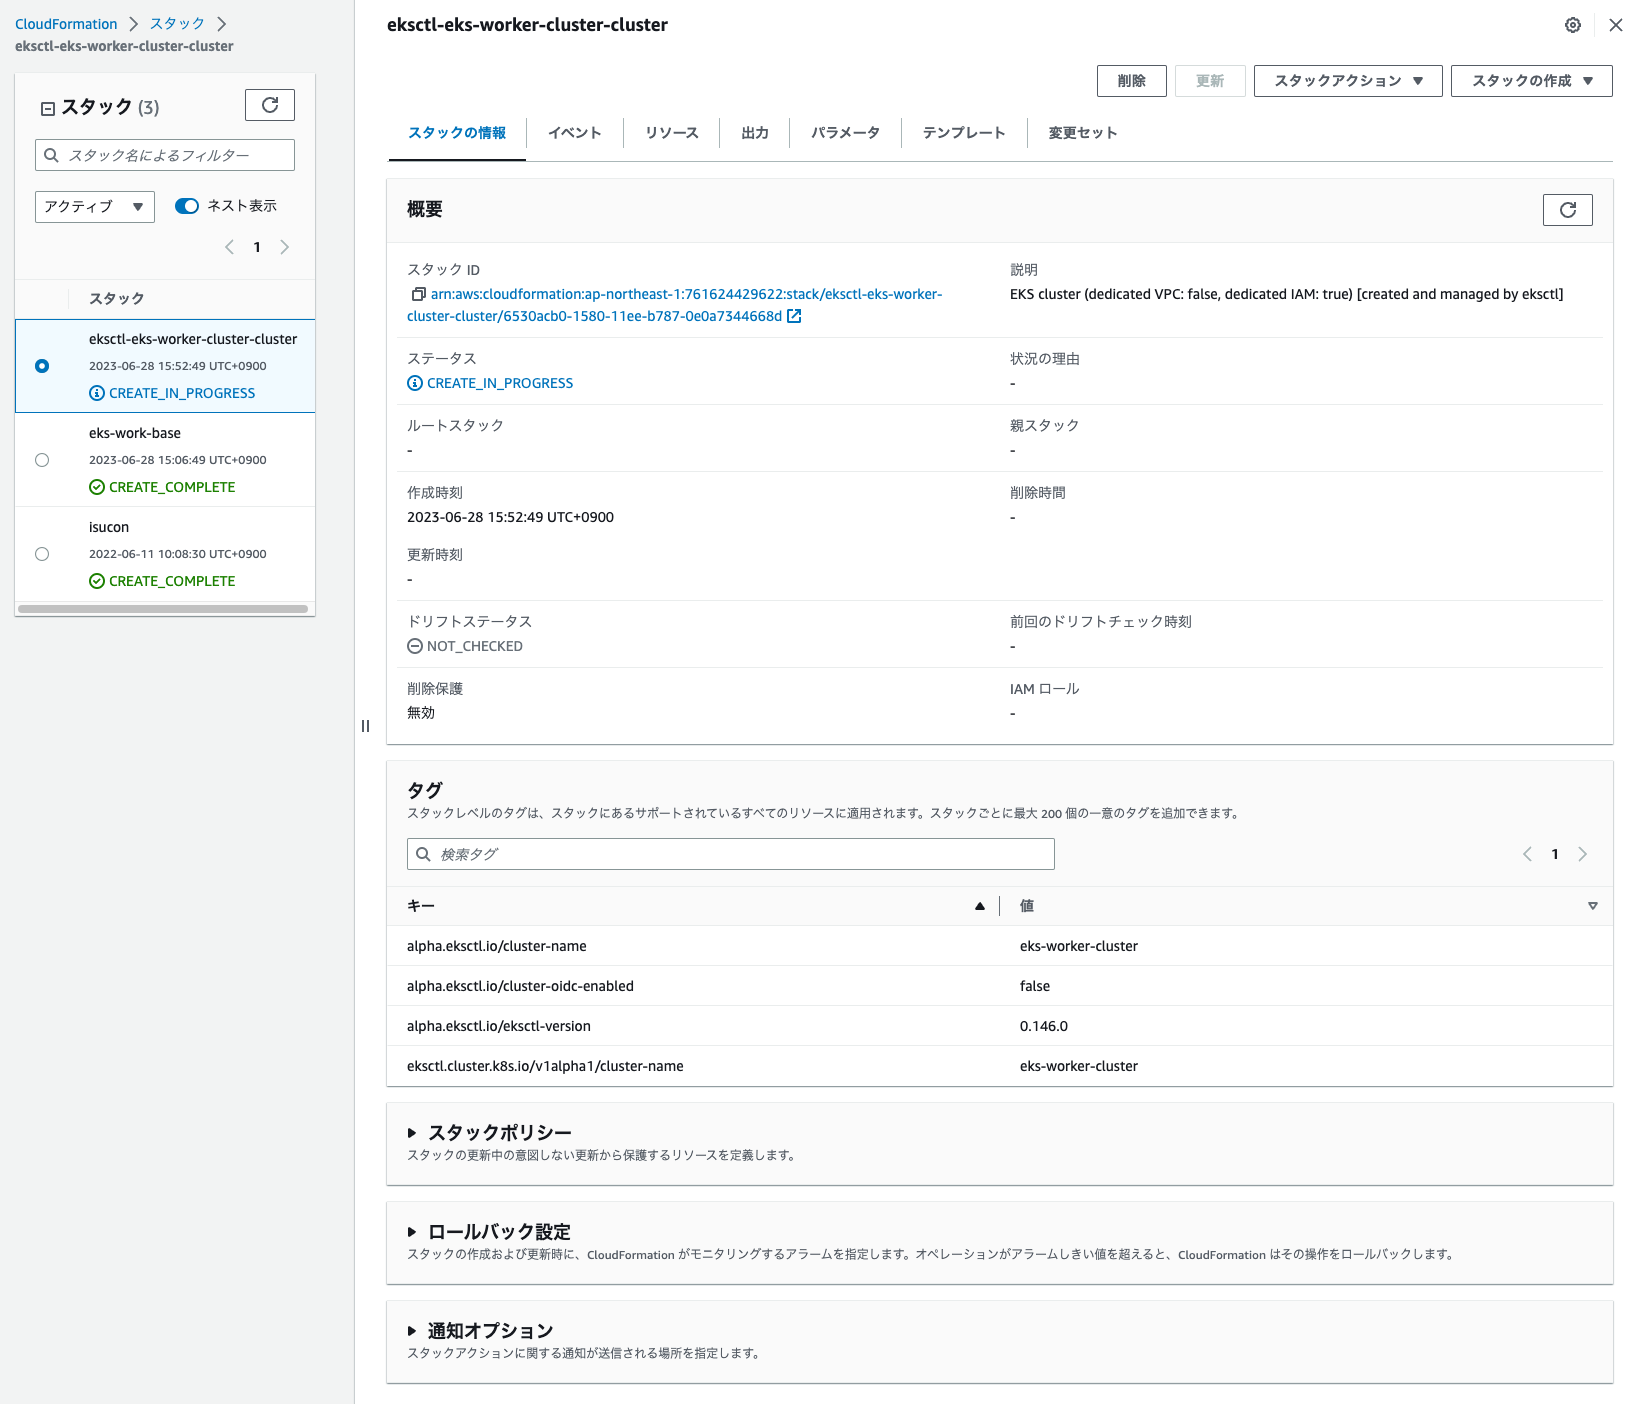 CloudFormation > スタック >
eksctl-eks-worker-cluster-cluster
スタック (3)
スタック名によるフィルター
アクティブ ▼ ネスト表示
< 1 >
スタック
eksctl-eks-worker-cluster-cluster
2023-06-28 15:52:49 UTC+0900
CREATE_IN_PROGRESS
eks-work-base
2023-06-28 15:06:49 UTC+0900
CREATE_COMPLETE
isucon
2022-06-11 10:08:30 UTC+0900
CREATE_COMPLETE
eksctl-eks-worker-cluster-cluster
削除 更新 スタックアクション ▼ スタックの作成 ▼
スタックの情報 イベント リソース 出力 パラメータ テンプレート 変更セット
概要
スタック ID
arn:aws:cloudformation:ap-northeast-1:761624429622:stack/eksctl-eks-worker-
cluster-cluster/6530acb0-1580-11ee-b787-0e0a7344668d
説明
EKS cluster (dedicated VPC: false, dedicated IAM: true) [created and managed by eksctl]
ステータス
CREATE_IN_PROGRESS
状況の理由
-
ルートスタック
-
親スタック
-
作成時刻
2023-06-28 15:52:49 UTC+0900
削除時間
-
更新時刻
-
ドリフトステータス
NOT_CHECKED
前回のドリフトチェック時刻
-
削除保護
無効
IAM ロール
-
タグ
スタックレベルのタグは、スタックにあるサポートされているすべてのリソースに適用されます。スタックごとに最大 200 個の一意のタグを追加できます。
検索タグ
< 1 >
キー 値
alpha.eksctl.io/cluster-name eks-worker-cluster
alpha.eksctl.io/cluster-oidc-enabled false
alpha.eksctl.io/eksctl-version 0.146.0
eksctl.cluster.k8s.io/v1alpha1/cluster-name eks-worker-cluster
スタックポリシー
スタックの更新中の意図しない更新から保護するリソースを定義します。
ロールバック設定
スタックの作成および更新時に、CloudFormation がモニタリングするアラームを指定します。オペレーションがアラームしきい値を超えると、CloudFormation はその操作をロールバックします。
通知オプション
スタックアクションに関する通知が送信される場所を指定します。